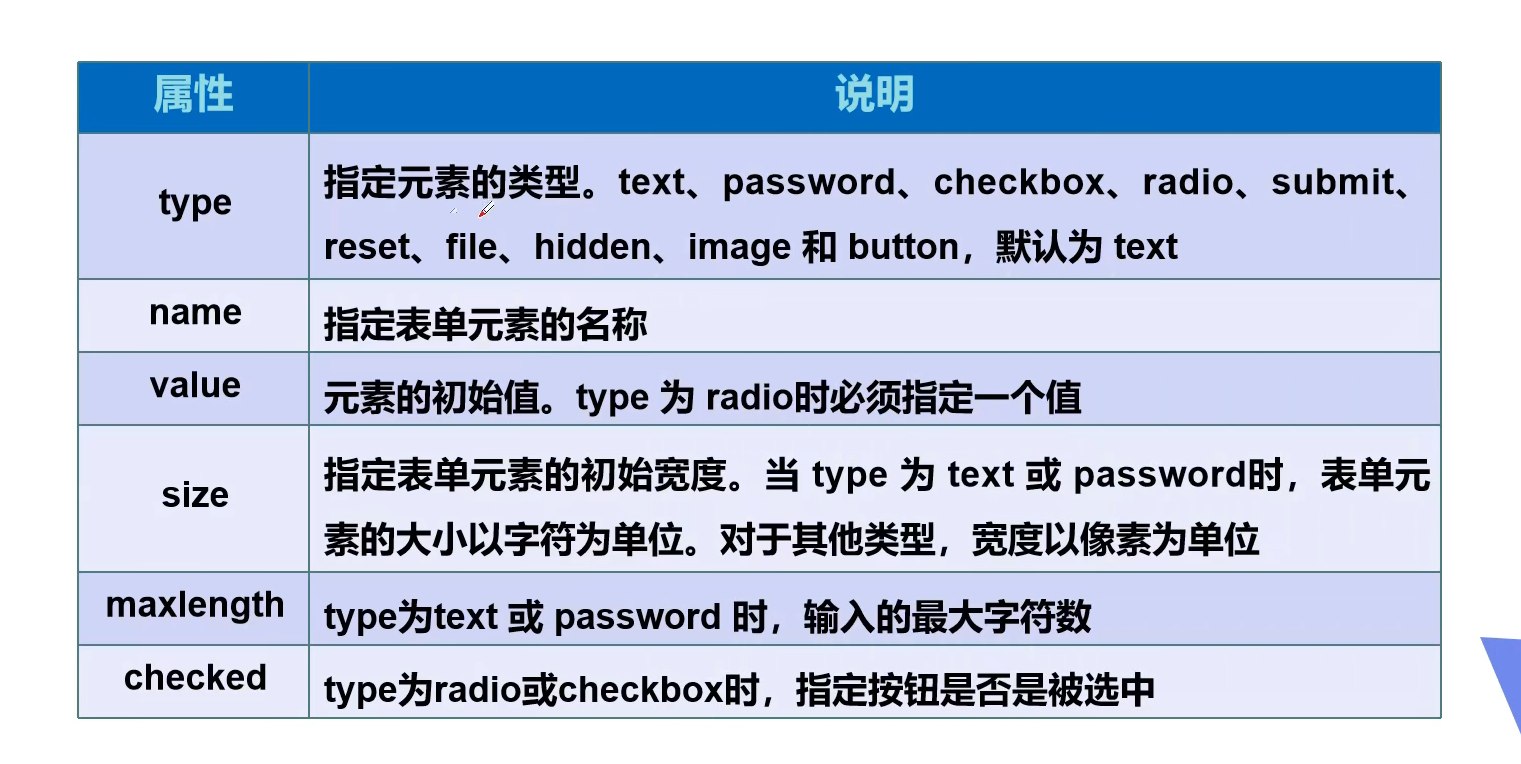 属性 说明
type
指定元素的类型。text、password、checkbox、radio、submit、
reset、file、hidden、image 和 button，默认为 text
name 指定表单元素的名称
value 元素的初始值。type 为 radio时必须指定一个值
size
指定表单元素的初始宽度。当 type 为 text 或 password时，表单元
素的大小以字符为单位。对于其他类型，宽度以像素为单位
maxlength type为text 或 password 时，输入的最大字符数
checked type为radio或checkbox时，指定按钮是否是被选中